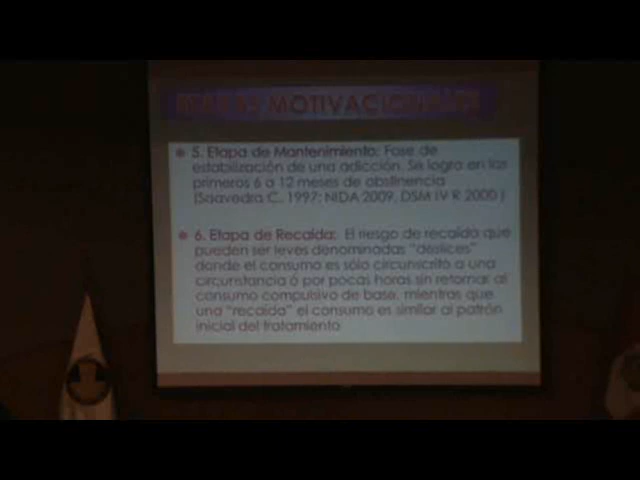 ETAPAS MOTIVACIONALES
5. Etapa de Mantenimiento: Fase de
estabilización de una adicción. Se logra en los
primeros 6 a 12 meses de abstinencia
(Saavedra C. 1997; NIDA 2009, DSM IV R 2000 )
6. Etapa de Recaída: El riesgo de recaída que
pueden ser leves denominadas "deslices"
donde el consumo es sólo circunscrito a una
circunstancia ó por pocas horas sin retornar al
consumo compulsivo de base, mientras que
una "recaída" el consumo es similar al patrón
inicial del tratamiento